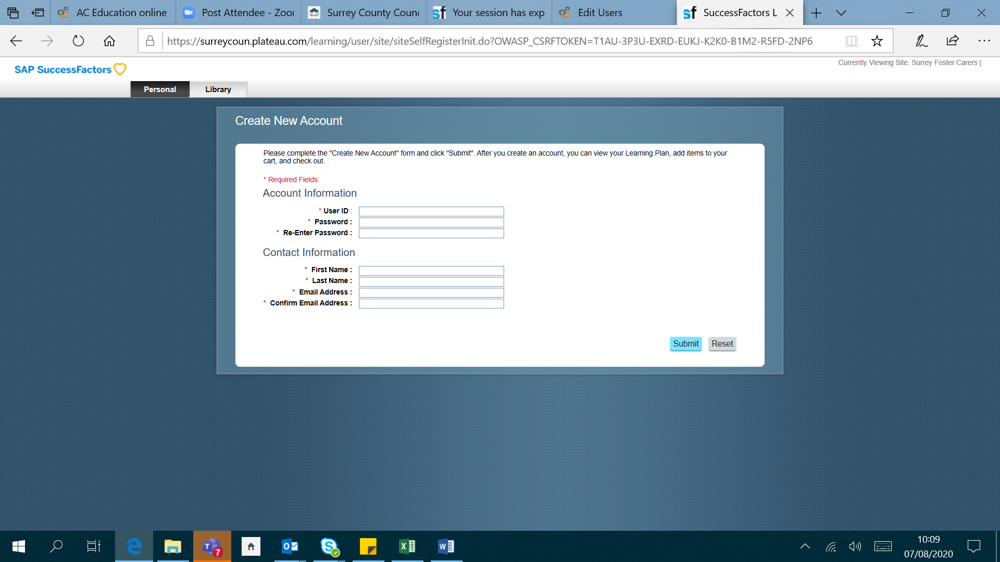 AC Education online
Post Attendee - Zoo
Surrey County Coun
sf Your session has exp
Edit Users
sf SuccessFactors L
https://surreycoun.plateau.com/learning/user/site/siteSelfRegisterInit.do?OWASP_CSRFTOKEN=T1AU-3P3U-EXRD-EUKJ-K2K0-B1M2-R5FD-2NP6
SAP SuccessFactors
Currently Viewing Site: Surrey Foster Carers |
Personal
Library
Create New Account
Please complete the "Create New Account" form and click "Submit". After you create an account, you can view your Learning Plan, add items to your
cart, and check out.
* Required Fields.
Account Information
* User ID :
* Password :
* Re-Enter Password :
Contact Information
* First Name :
* Last Name :
* Email Address :
* Confirm Email Address :
Submit
Reset
T 7
O
S
X
W
10:09
07/08/2020